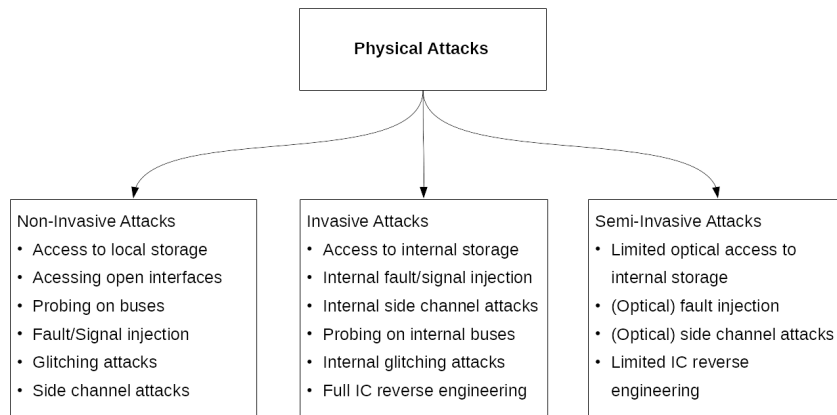 Physical Attacks
Non-Invasive Attacks
• Access to local storage
• Acessing open interfaces
• Probing on buses
• Fault/Signal injection
• Glitching attacks
• Side channel attacks
Invasive Attacks
• Access to internal storage
• Internal fault/signal injection
• Internal side channel attacks
• Probing on internal buses
• Internal glitching attacks
• Full IC reverse engineering
Semi-Invasive Attacks
• Limited optical access to
internal storage
• (Optical) fault injection
• (Optical) side channel attacks
• Limited IC reverse
engineering